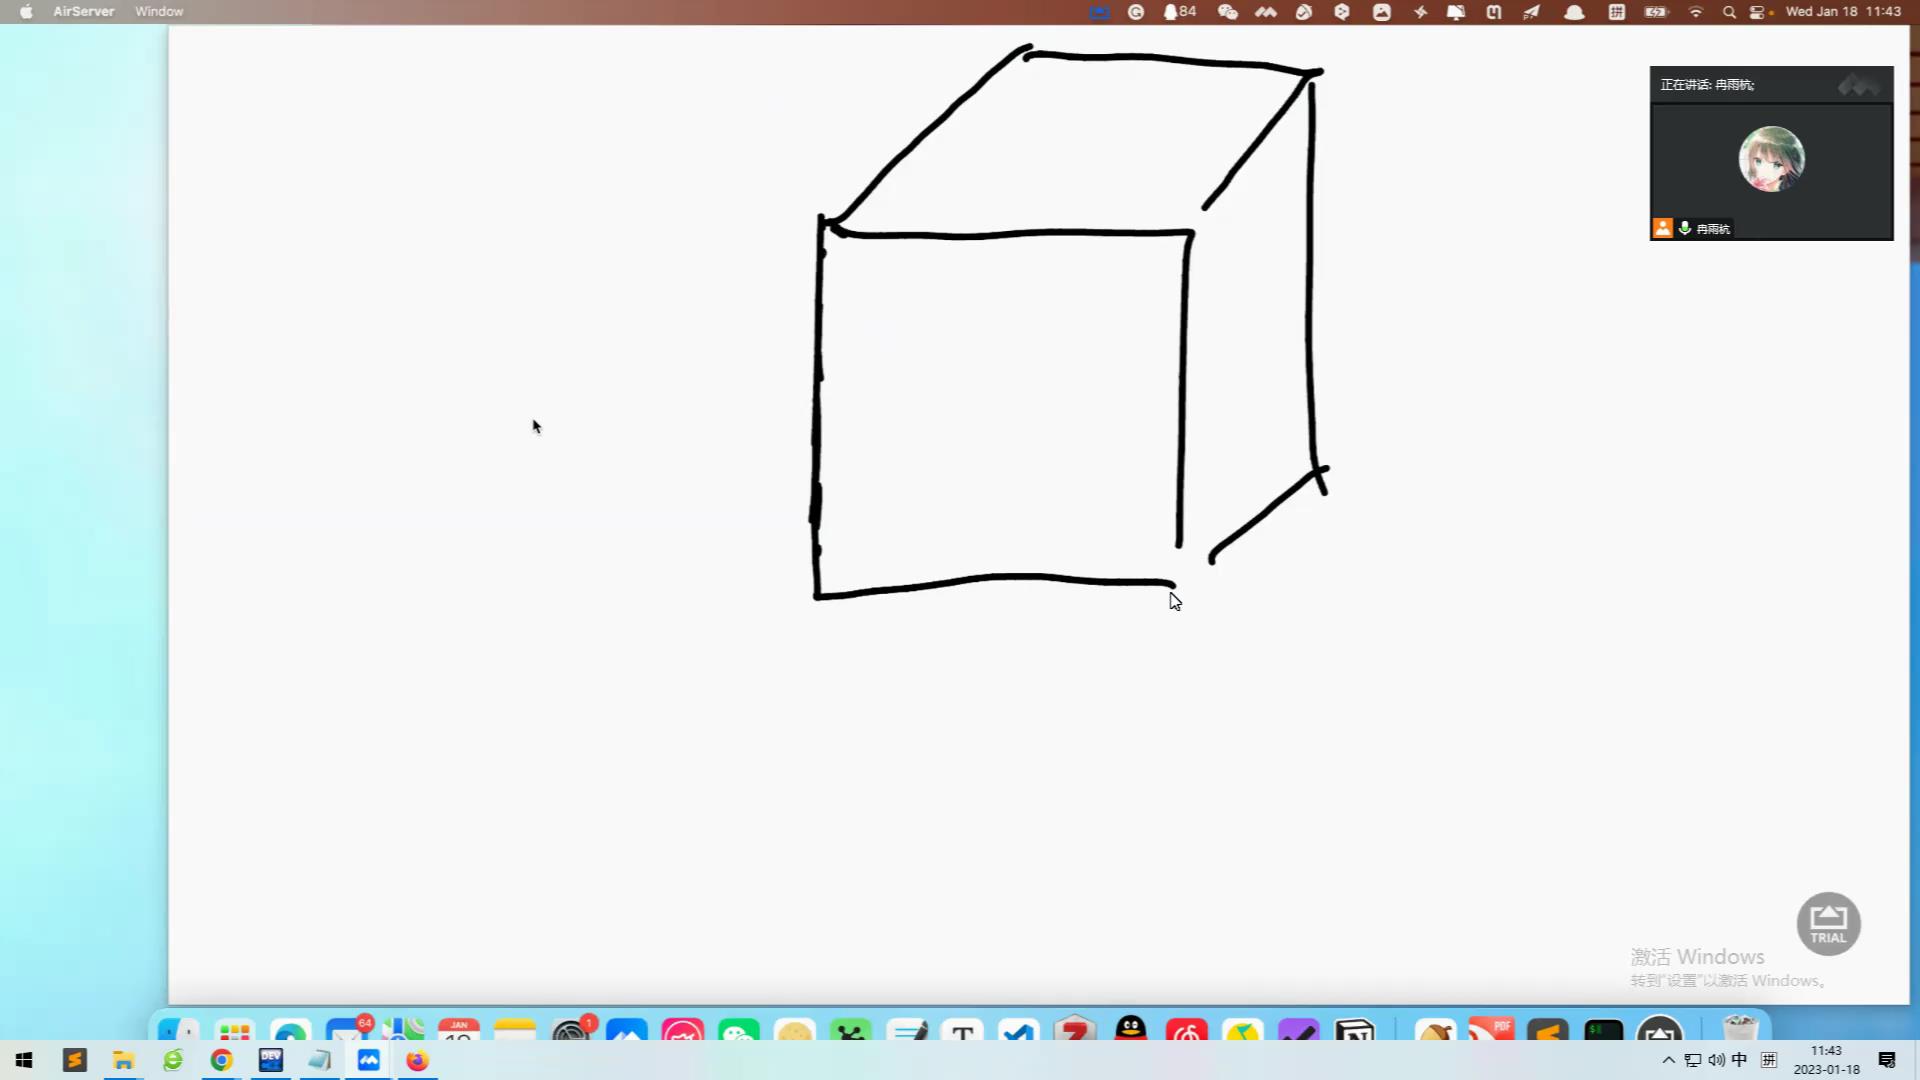 AirServer Window 84 Wed Jan 18 11:43
正在讲话: 冉雨杭;
冉雨杭
TRIAL
激活 Windows
转到"设置"以激活 Windows。
64
JAN
1
PDF
DEV
中 拼
11:43
2023-01-18